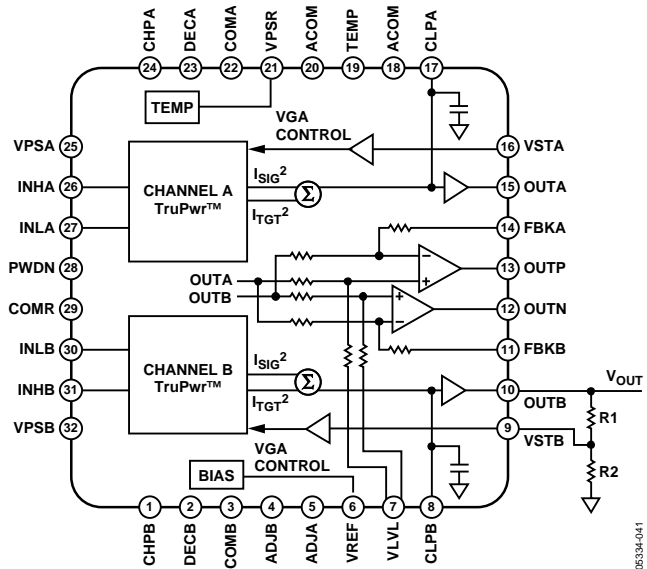 CHPA DECA COMA VPSR ACOM TEMP ACOM CLPA
24 23 22 21 20 19 18 17
TEMP
VGA
CONTROL
VPSA 25
16 VSTA
INHA 26
CHANNEL A
TruPwr™
ISIG2
Σ
15 OUTA
ITGT2
INLA 27
14 FBKA
PWDN 28
OUTA
OUTB
−
+
13 OUTP
COMR 29
+
−
12 OUTN
INLB 30
11 FBKB
CHANNEL B
TruPwr™
ISIG2
Σ
ITGT2
INHB 31
10 OUTB
VOUT
R1
VPSB 32
9 VSTB
VGA
CONTROL
R2
BIAS
1 2 3 4 5 6 7 8
CHPB DECB COMB ADJB ADJA VREF VLVL CLPB
05334-041